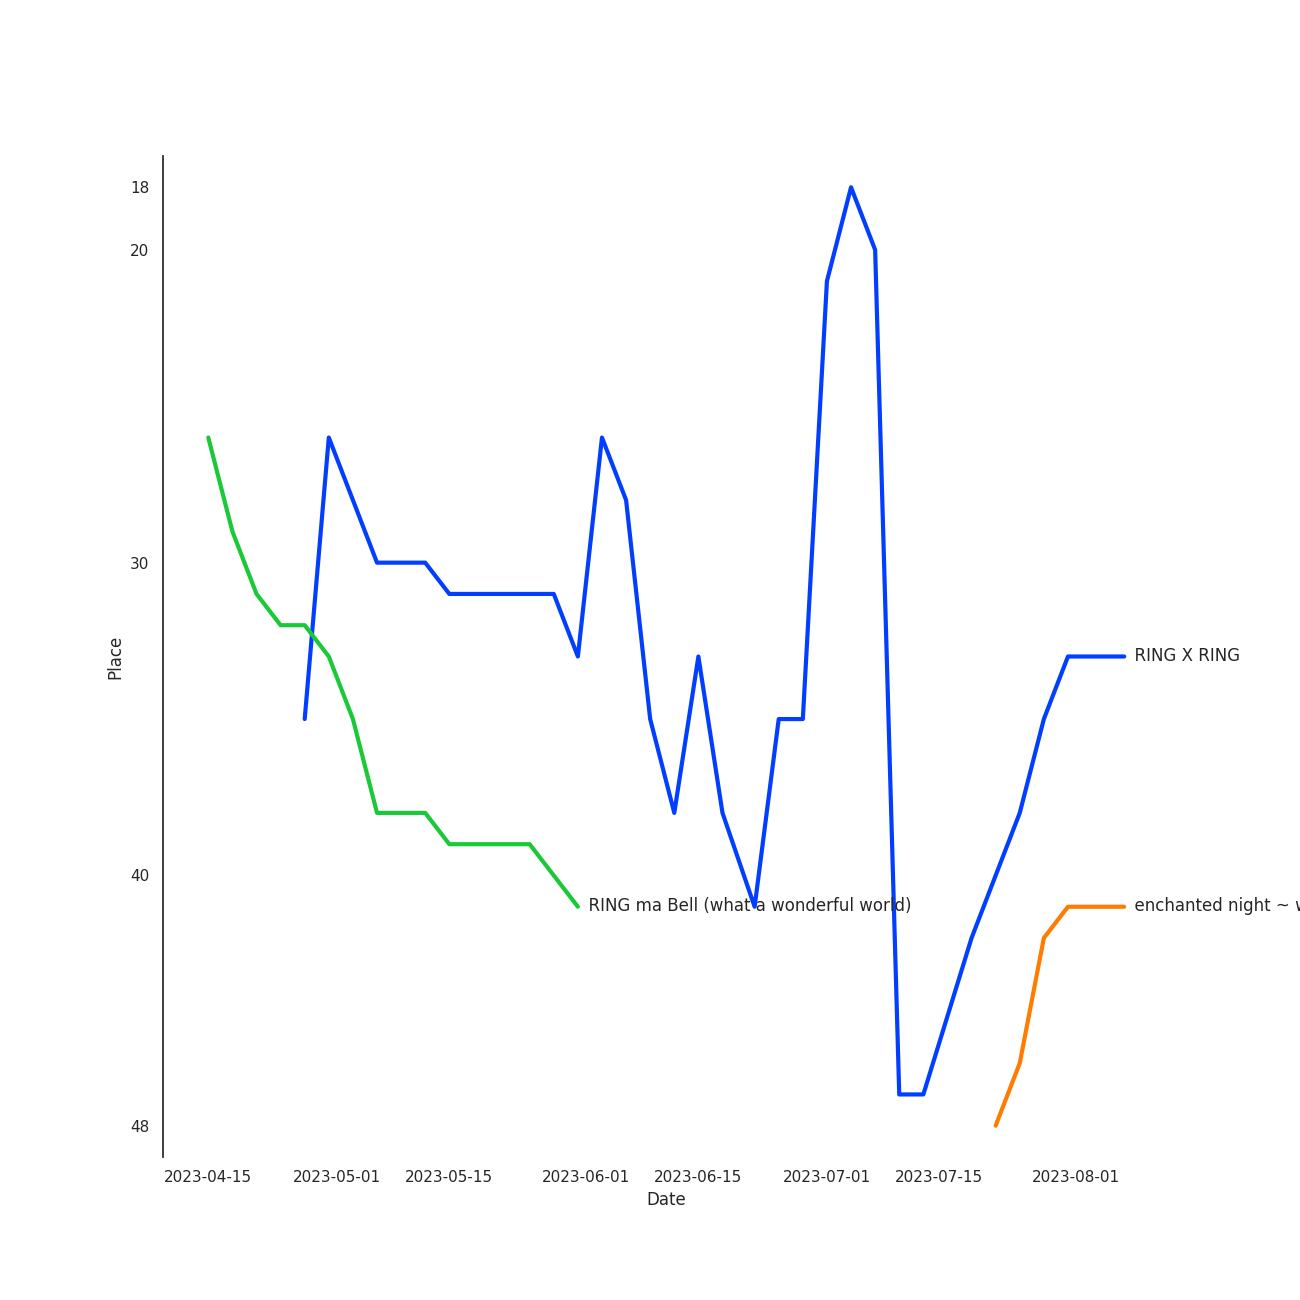 18
20
30
40
48
Place
RING X RING
RING ma Bell (what a wonderful world)
enchanted night ~
2023-04-15 2023-05-01 2023-05-15 2023-06-01 2023-06-15 2023-07-01 2023-07-15 2023-08-01
Date